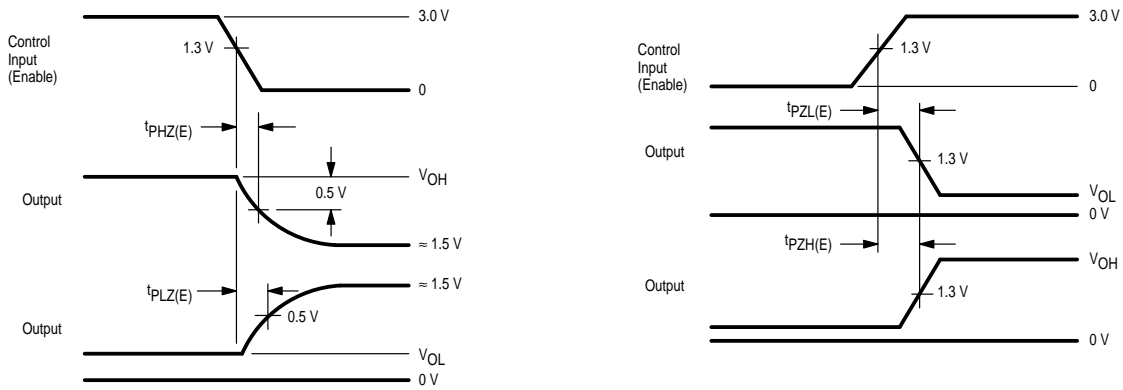 3.0 V
Control
Input
(Enable)
1.3 V
0
tPHZ(E)
Output
VOH
0.5 V
≈ 1.5 V
tPLZ(E)
≈ 1.5 V
0.5 V
Output
VOL
0 V
3.0 V
Control
Input
(Enable)
1.3 V
0
tPZL(E)
Output
1.3 V
VOL
0 V
tPZH(E)
VOH
Output
1.3 V
0 V